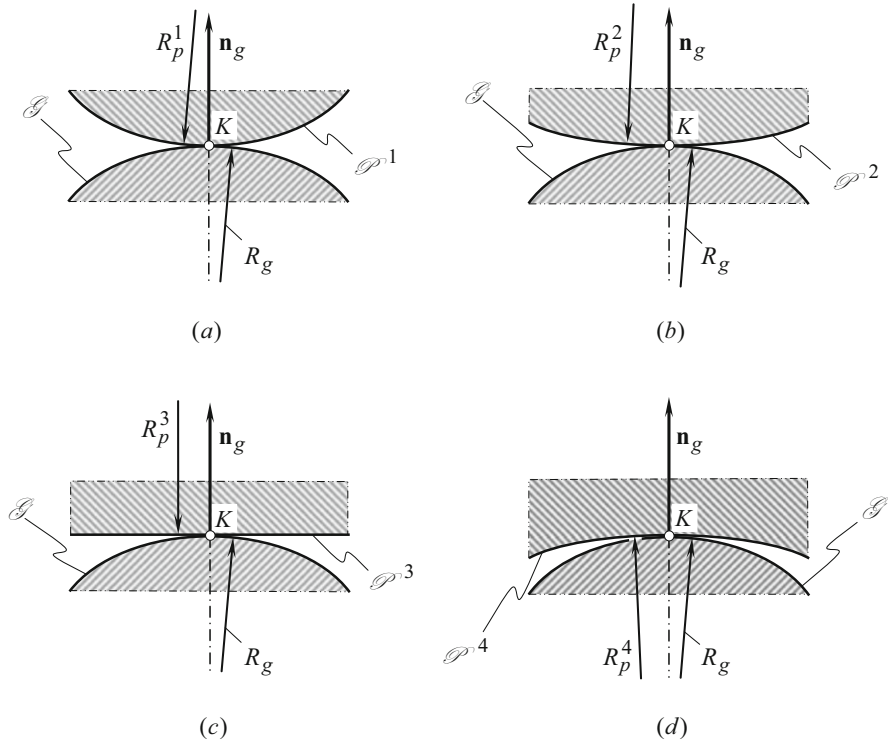 R_p^1 n_g
K
𝒢
𝒫^1
R_g
(a)
R_p^2 n_g
K
𝒢
𝒫^2
R_g
(b)
R_p^3 n_g
K
𝒢
𝒫^3
R_g
(c)
n_g
K
𝒢
𝒫^4
R_p^4 R_g
(d)